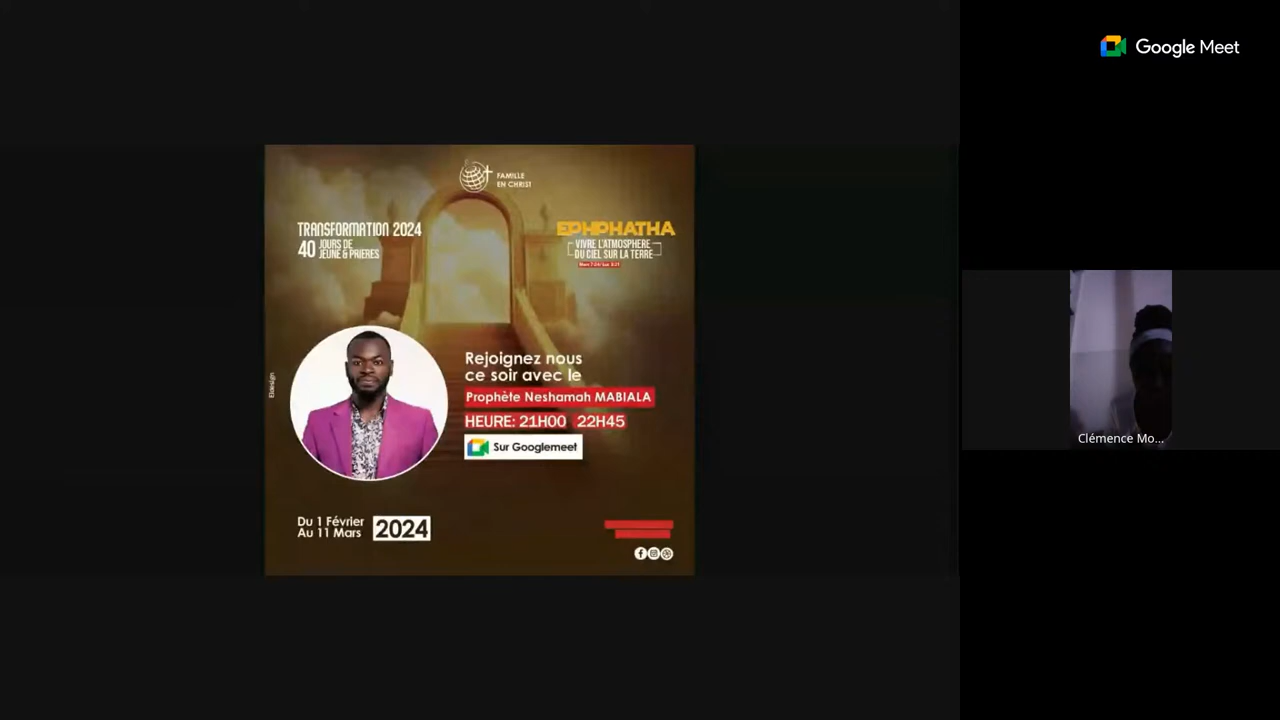 Google Meet
FAMILLE
EN CHRIST
TRANSFORMATION 2024
40 JOURS DE
JEUNE & PRIERES
EPHPHATHA
VIVRE L'ATMOSPHERE
DU CIEL SUR LA TERRE
Eldesign
Rejoignez nous
ce soir avec le
Prophète Neshamah MABIALA
HEURE: 21H00 22H45
Sur Googlemeet
Du 1 Février
Au 11 Mars 2024
Clémence Mo...